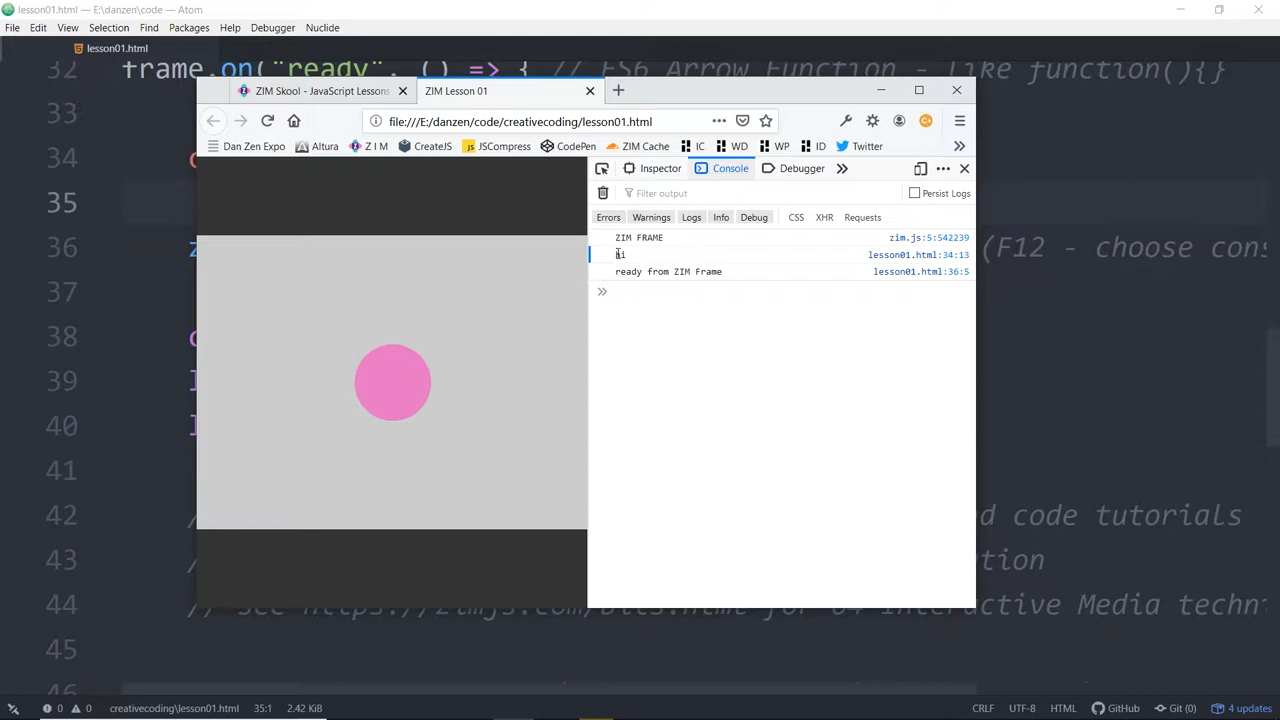 lesson01.html — E:\danzen\code — Atom
File Edit View Selection Find Packages Help Debugger Nuclide
lesson01.html
32 frame.on("ready", () => { // ES6 Arrow Function - like function(){}
ZIM Skool - JavaScript Lessons
ZIM Lesson 01
33
file:///E:/danzen/code/creativecoding/lesson01.html
Dan Zen Expo Altura Z I M CreateJS JSCompress CodePen ZIM Cache IC WD WP ID Twitter
34
Inspector Console Debugger
Filter output Persist Logs
35
Errors Warnings Logs Info Debug CSS XHR Requests
ZIM FRAME zim.js:5:542239
36 (F12 - choose cons
hi lesson01.html:34:13
ready from ZIM Frame lesson01.html:36:5
37
38
39
40
41
42 / d code tutorials
43 / tion
44 // see https://zimjs.com/bits.html for 64 Interactive Media techn
45
46
0 0 creativecoding\lesson01.html 35:1 2.42 KiB CRLF UTF-8 HTML GitHub Git (0) 4 updates